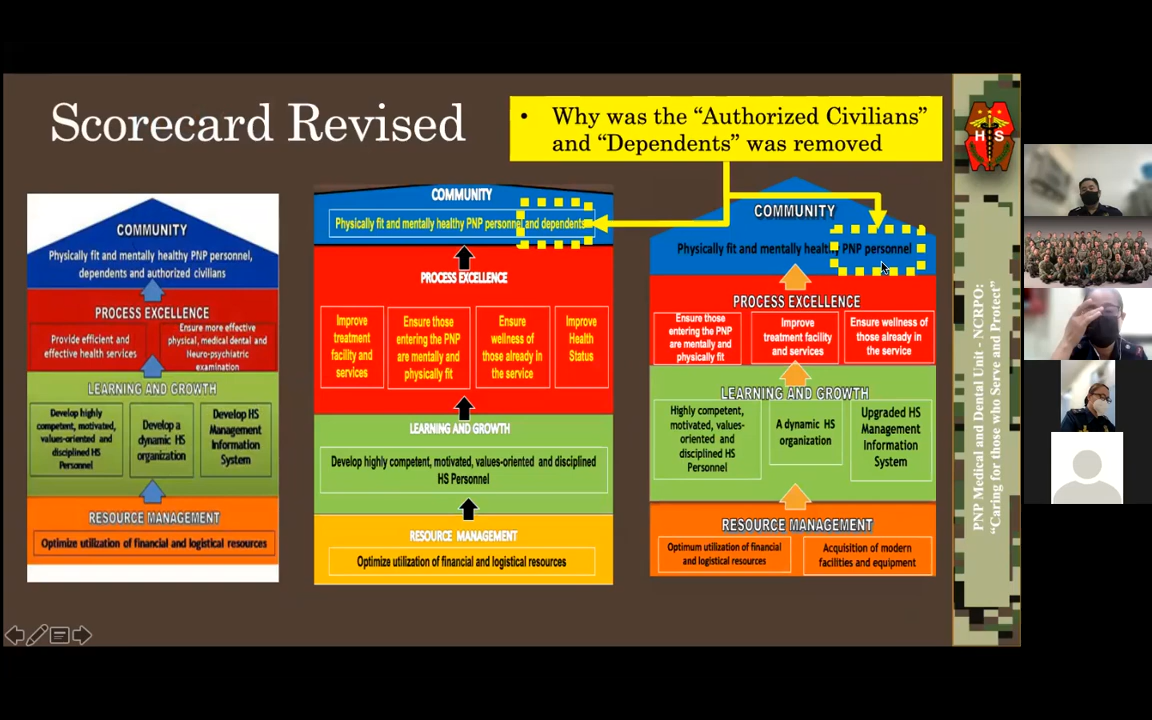 Scorecard Revised
• Why was the “Authorized Civilians”
and “Dependents” was removed
COMMUNITY
Physically fit and mentally healthy PNP personnel,
dependents and authorized civilians
PROCESS EXCELLENCE
Provide efficient and
effective health services
Ensure more effective
physical, medical dental and
Neuro-psychiatric
examination
LEARNING AND GROWTH
Develop highly
competent, motivated,
values-oriented and
disciplined HS
Personnel
Develop a
dynamic HS
organization
Develop HS
Management
Information
System
RESOURCE MANAGEMENT
Optimize utilization of financial and logistical resources
COMMUNITY
Physically fit and mentally healthy PNP personnel and dependents
PROCESS EXCELLENCE
Improve
treatment
facility and
services
Ensure those
entering the PNP
are mentally and
physically fit
Ensure
wellness of
those already in
the service
Improve
Health
Status
LEARNING AND GROWTH
Develop highly competent, motivated, values-oriented and disciplined
HS Personnel
RESOURCE MANAGEMENT
Optimize utilization of financial and logistical resources
COMMUNITY
Physically fit and mentally healthy PNP personnel
PROCESS EXCELLENCE
Ensure those
entering the PNP
are mentally and
physically fit
Improve
treatment facility
and services
Ensure wellness of
those already in
the service
LEARNING AND GROWTH
Highly competent,
motivated, values-
oriented and
disciplined HS
Personnel
A dynamic HS
organization
Upgraded HS
Management
Information
System
RESOURCE MANAGEMENT
Optimum utilization of financial
and logistical resources
Acquisition of modern
facilities and equipment
H S
PNP Medical and Dental Unit - NCRPO:
“Caring for those who Serve and Protect”